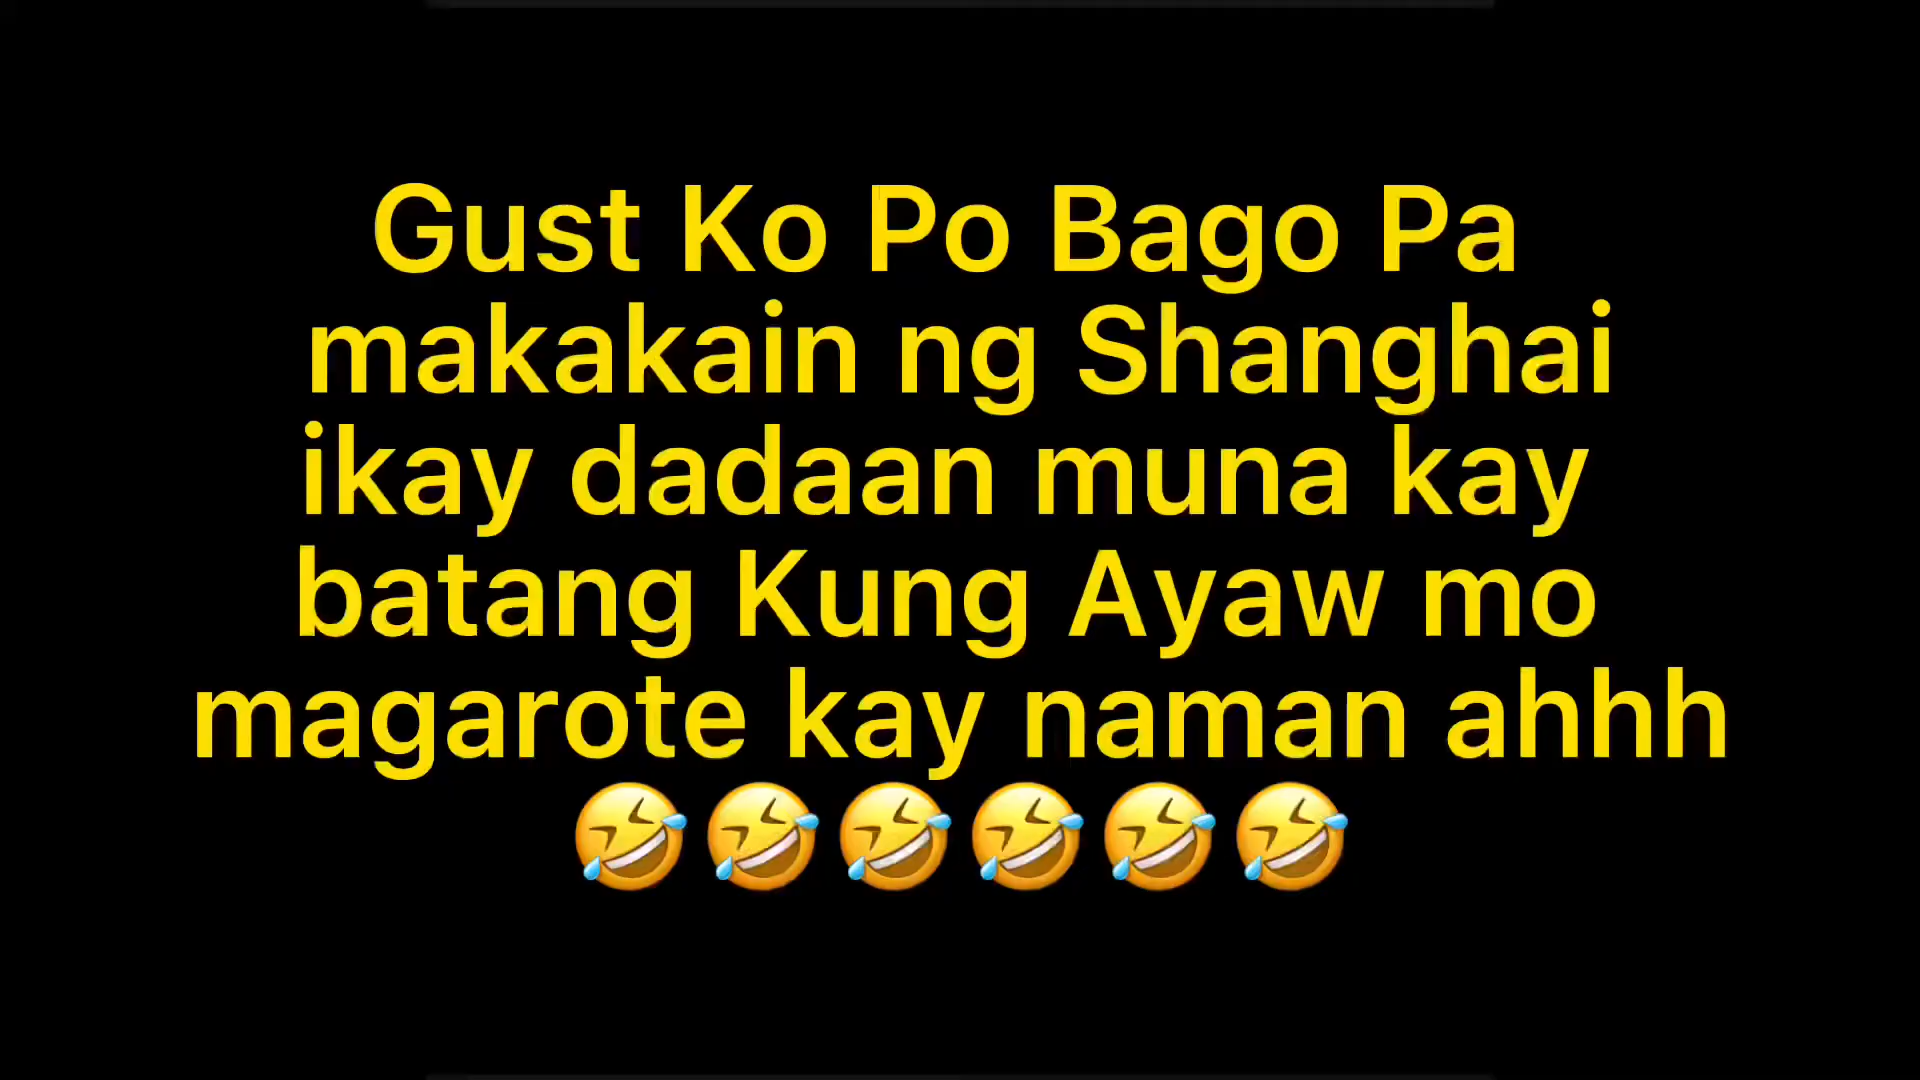 Gust Ko Po Bago Pa
makakain ng Shanghai
ikay dadaan muna kay
batang Kung Ayaw mo
magarote kay naman ahhh
🤣🤣🤣🤣🤣🤣